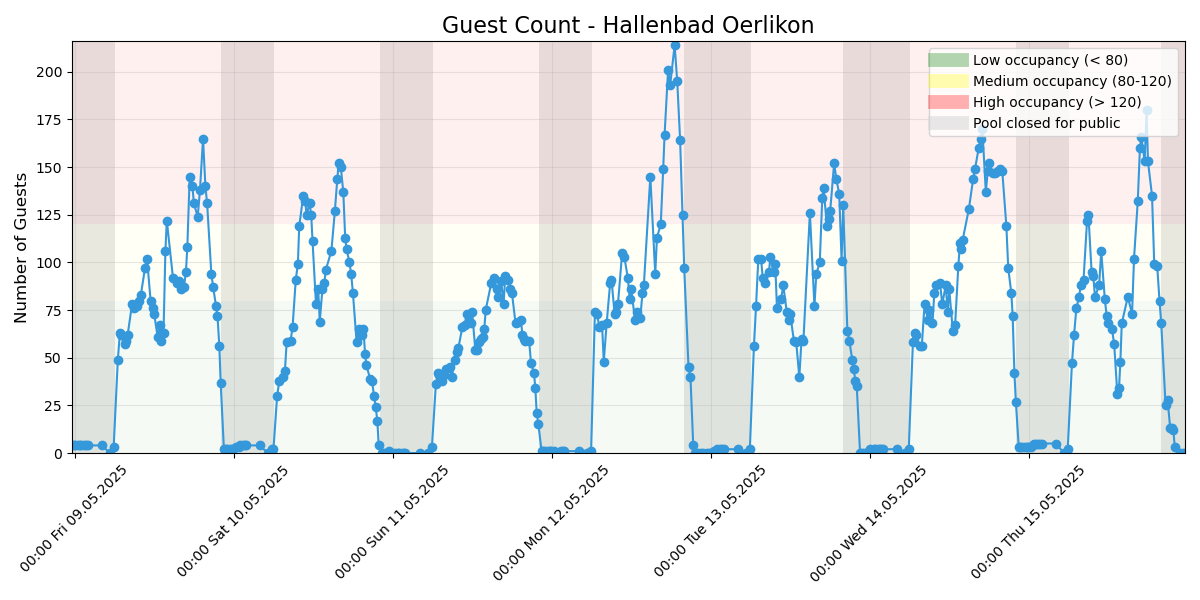 Guest Count - Hallenbad Oerlikon
Number of Guests
200
175
150
125
100
75
50
25
0
Low occupancy (< 80)
Medium occupancy (80-120)
High occupancy (> 120)
Pool closed for public
00:00 Fri 09.05.2025
00:00 Sat 10.05.2025
00:00 Sun 11.05.2025
00:00 Mon 12.05.2025
00:00 Tue 13.05.2025
00:00 Wed 14.05.2025
00:00 Thu 15.05.2025